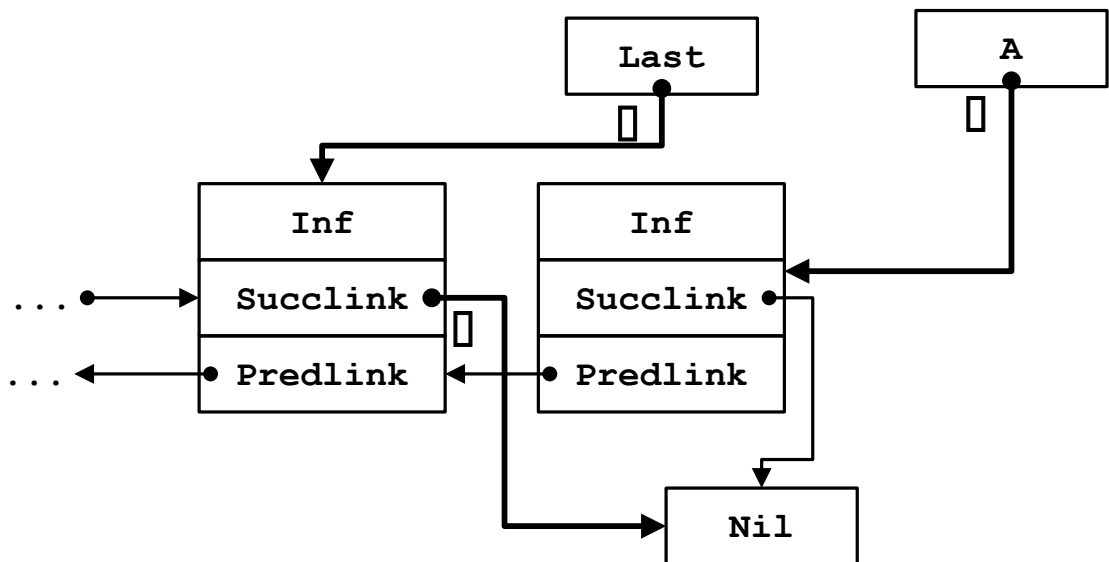 Last
A
Inf
Inf
... Succlink
Succlink
... Predlink
Predlink
Nil